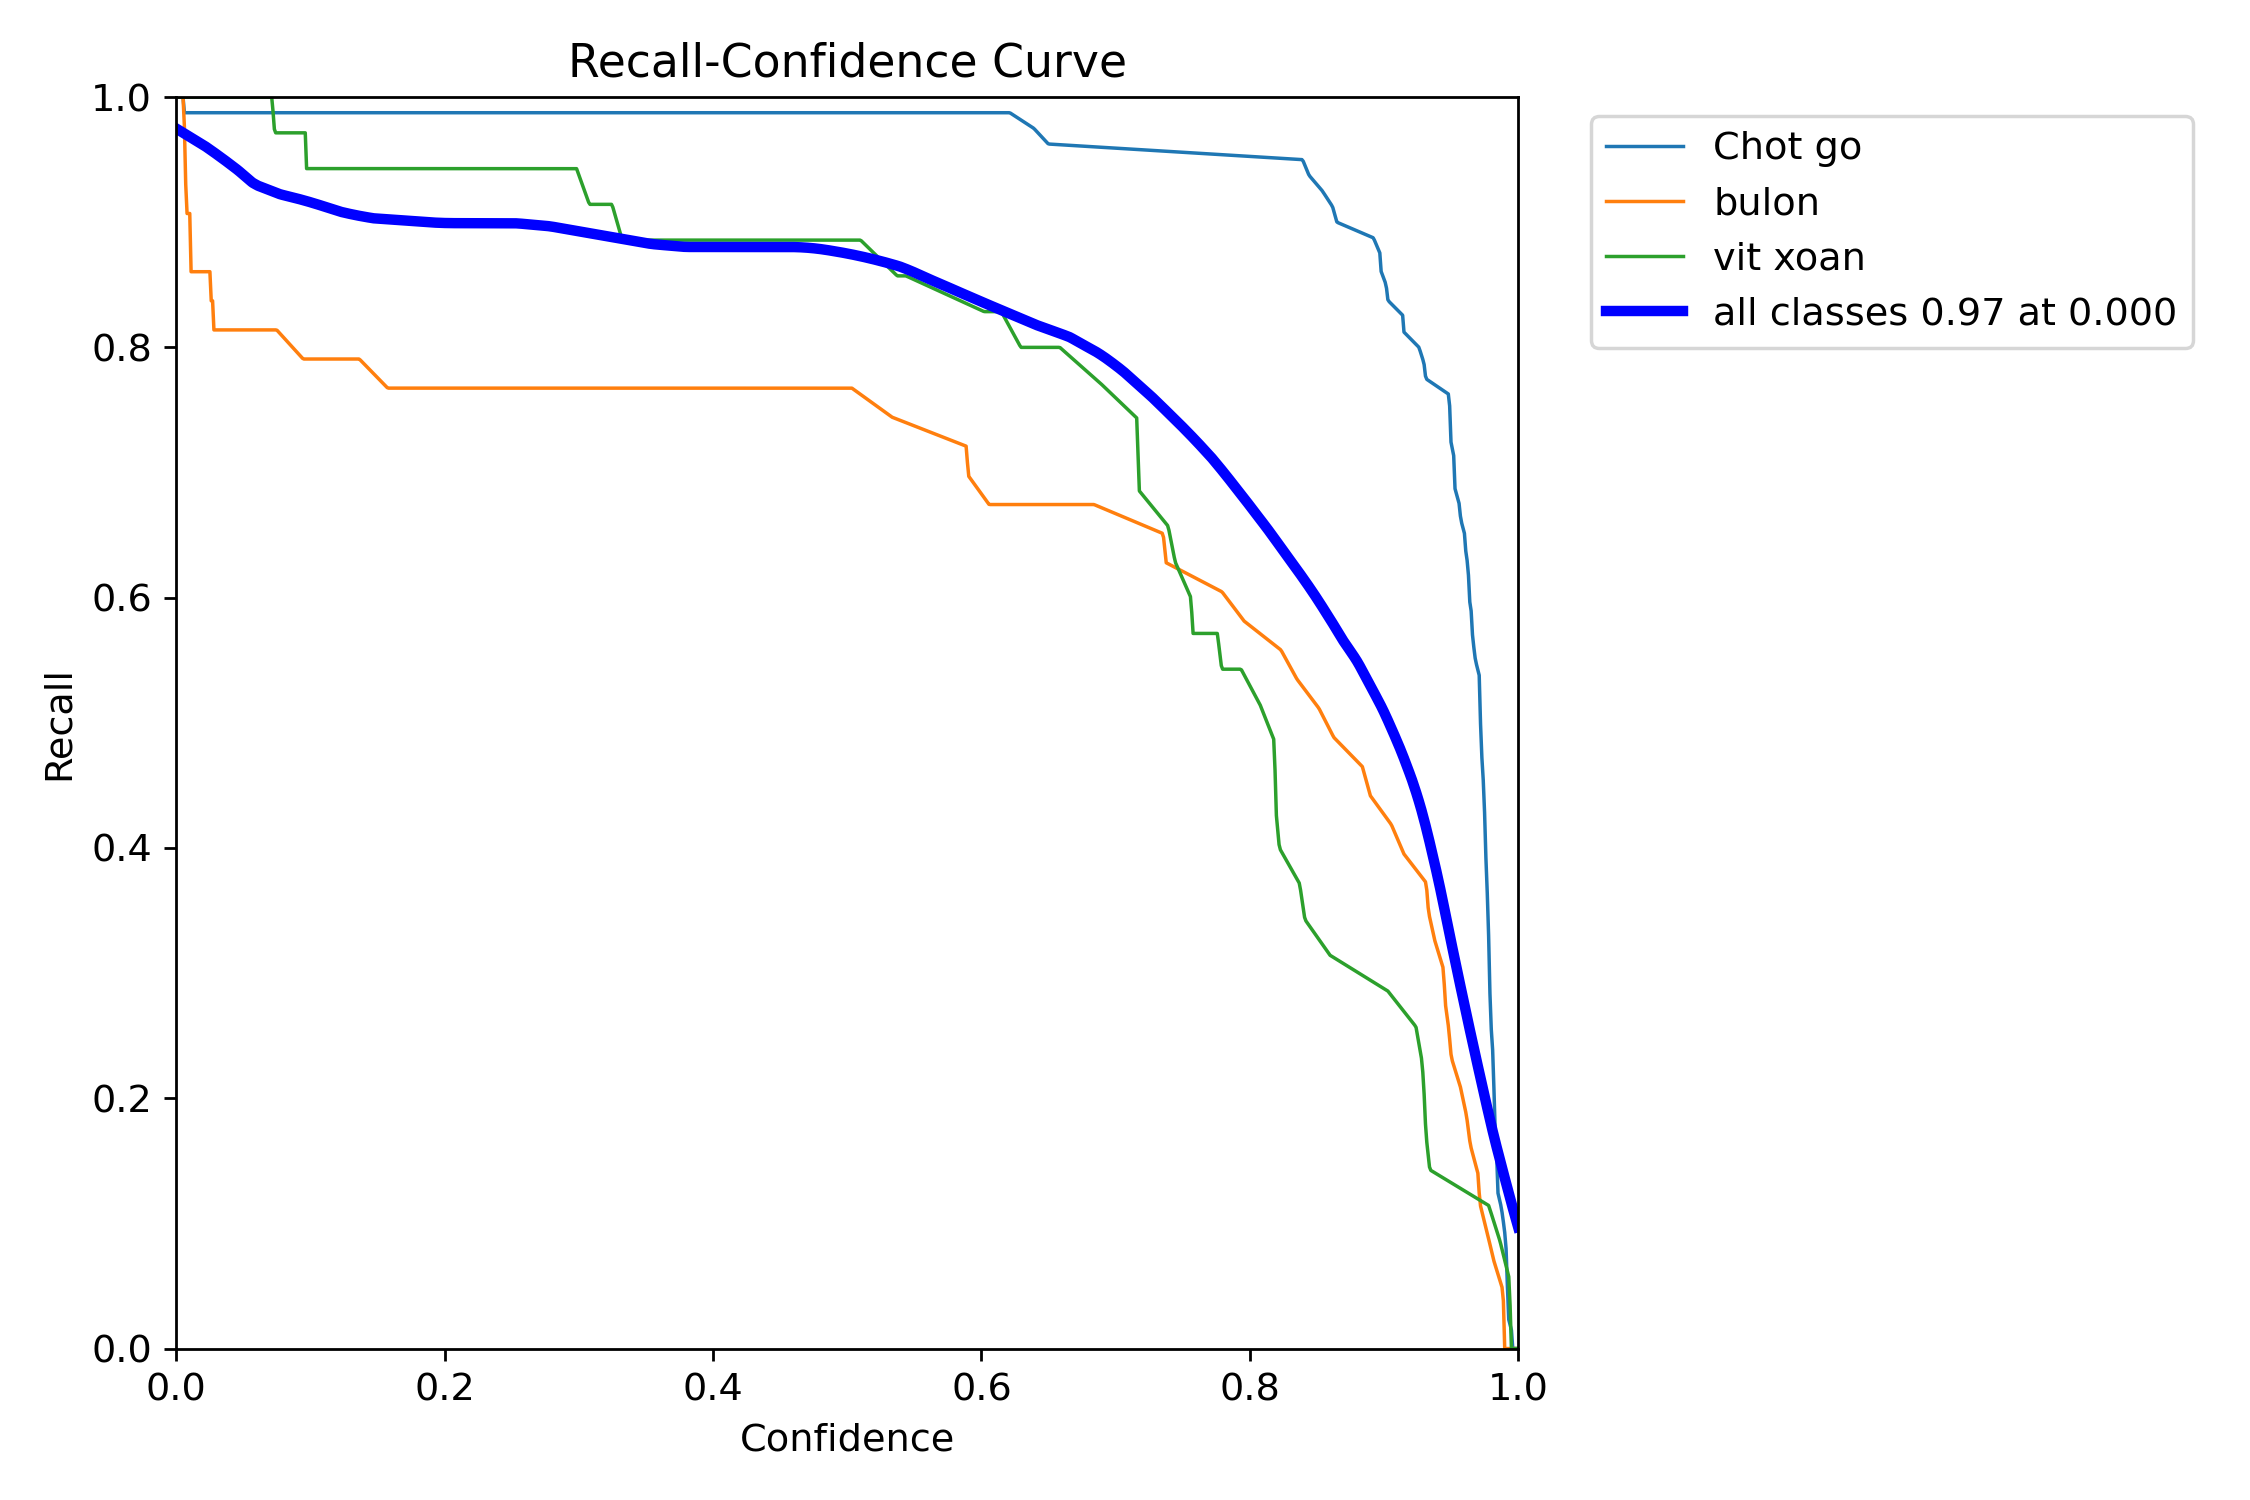 Recall-Confidence Curve
1.0
0.8
0.6
0.4
0.2
0.0
Recall
0.0 0.2 0.4 0.6 0.8 1.0
Confidence
Chot go
bulon
vit xoan
all classes 0.97 at 0.000